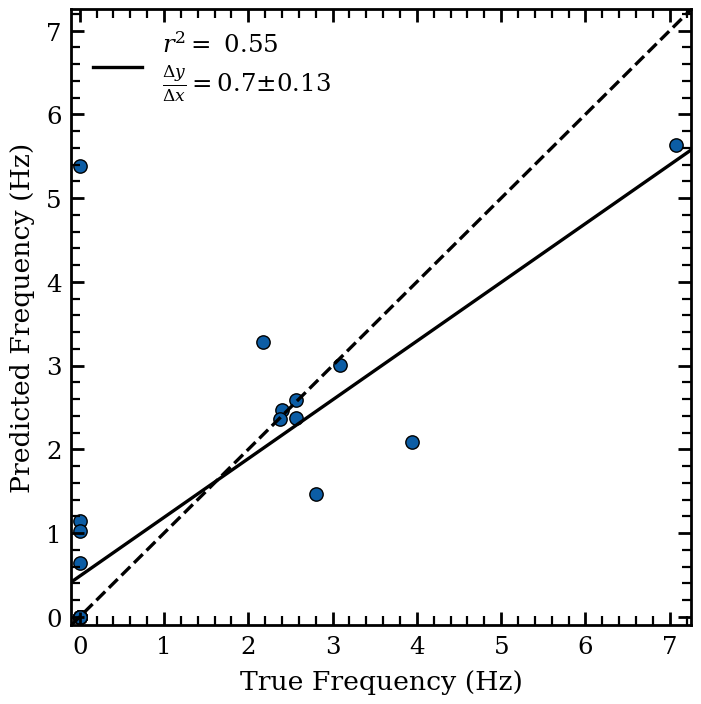 r² = 0.55
Δy/Δx = 0.7±0.13
7
6
5
4
3
2
1
0
Predicted Frequency (Hz)
0 1 2 3 4 5 6 7
True Frequency (Hz)